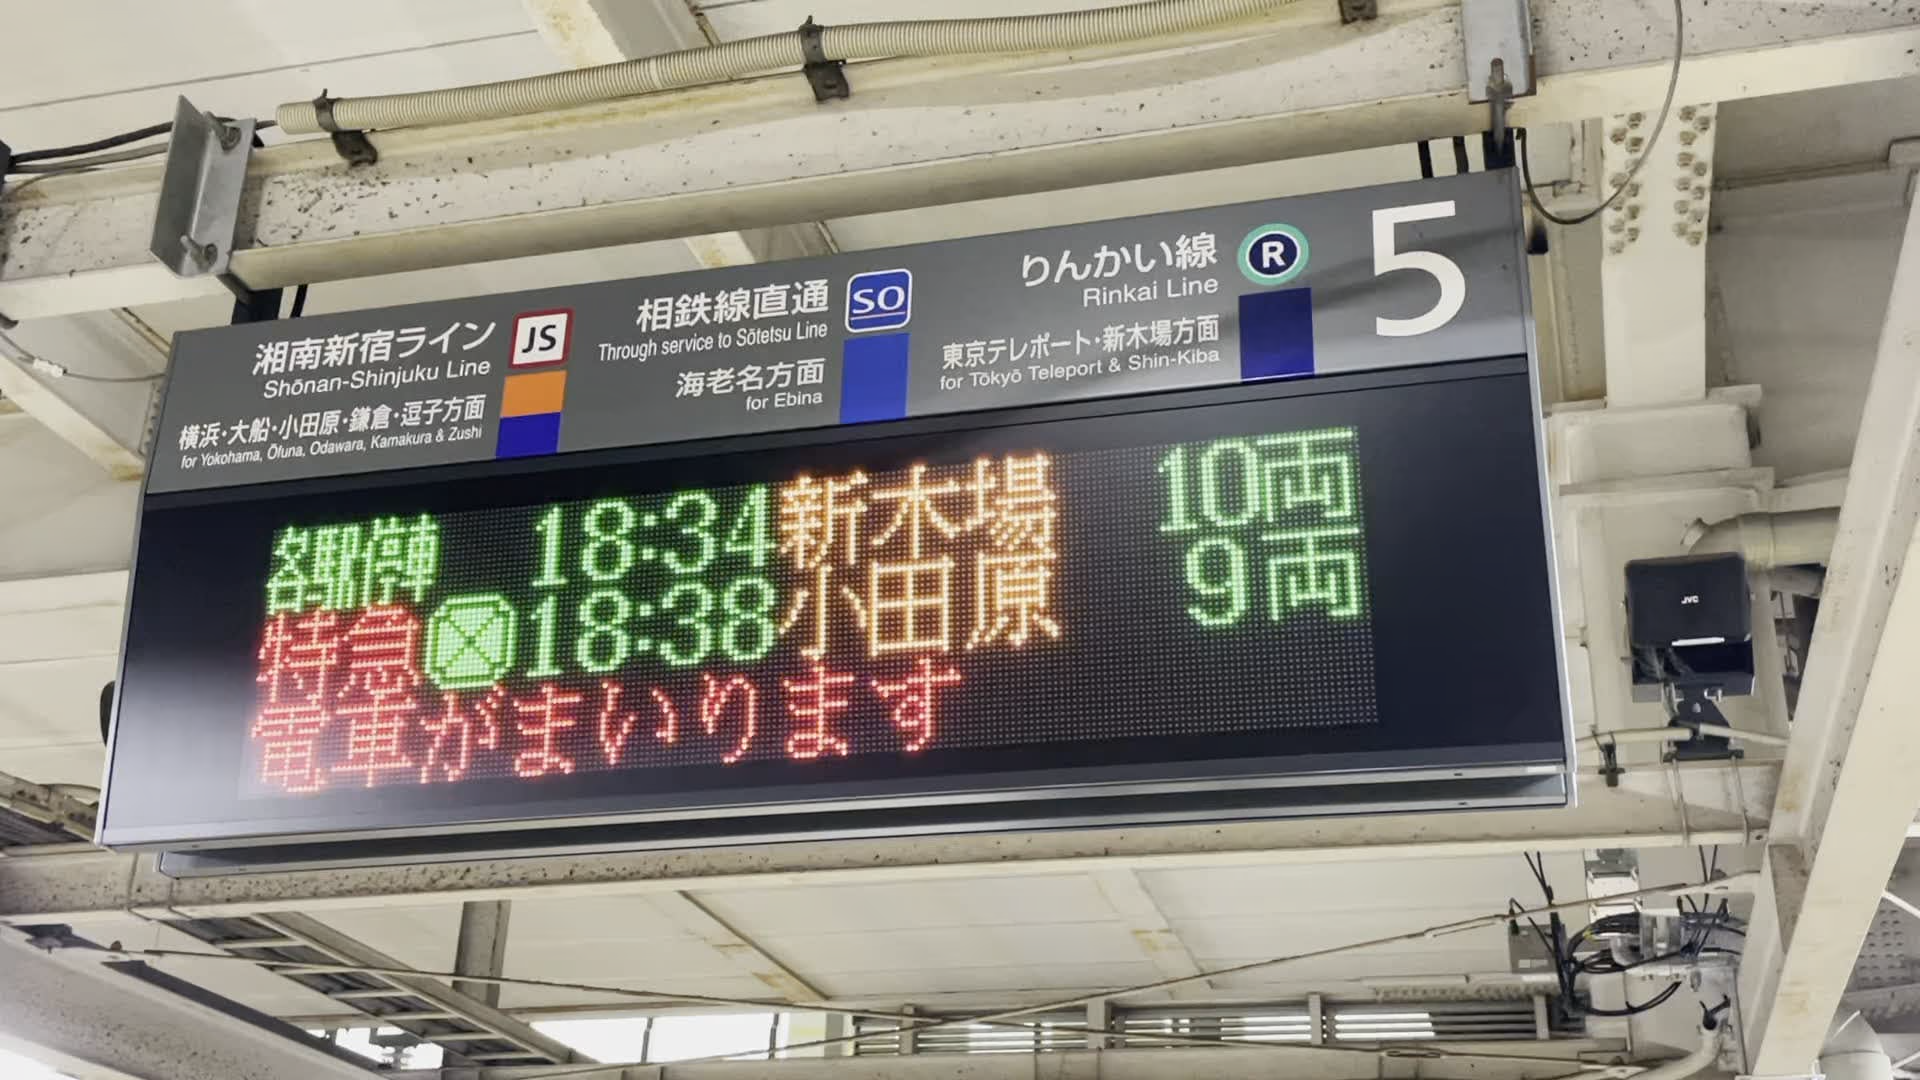 湘南新宿ライン JS
Shōnan-Shinjuku Line
横浜・大船・小田原・鎌倉・逗子方面
for Yokohama, Ōfuna, Odawara, Kamakura & Zushi
相鉄線直通 SO
Through service to Sōtetsu Line
海老名方面
for Ebina
りんかい線 R
Rinkai Line
東京テレポート・新木場方面
for Tōkyō Teleport & Shin-Kiba
5
各駅停車 18:34 新木場 10両
特急 18:38 小田原 9両
電車がまいります
JVC